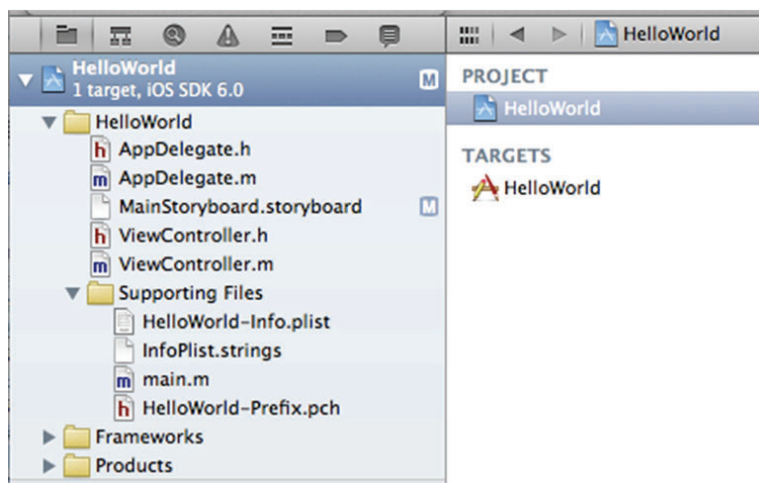 HelloWorld
1 target, iOS SDK 6.0
M
HelloWorld
h AppDelegate.h
m AppDelegate.m
MainStoryboard.storyboard
M
h ViewController.h
m ViewController.m
Supporting Files
HelloWorld-Info.plist
InfoPlist.strings
m main.m
h HelloWorld-Prefix.pch
Frameworks
Products
HelloWorld
PROJECT
HelloWorld
TARGETS
HelloWorld